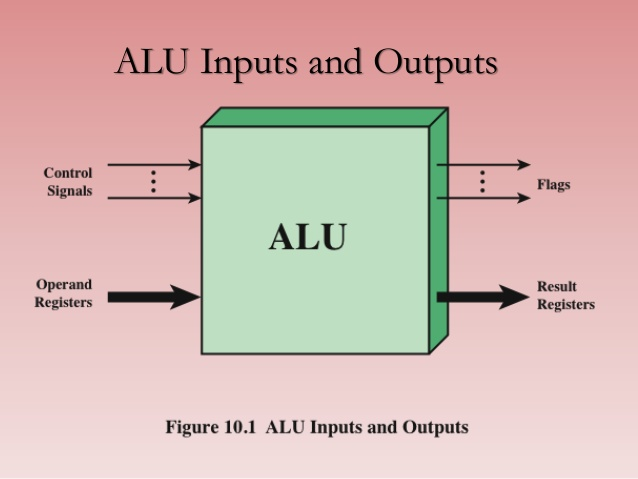 ALU Inputs and Outputs
Control
Signals
Flags
ALU
Operand
Registers
Result
Registers
Figure 10.1 ALU Inputs and Outputs